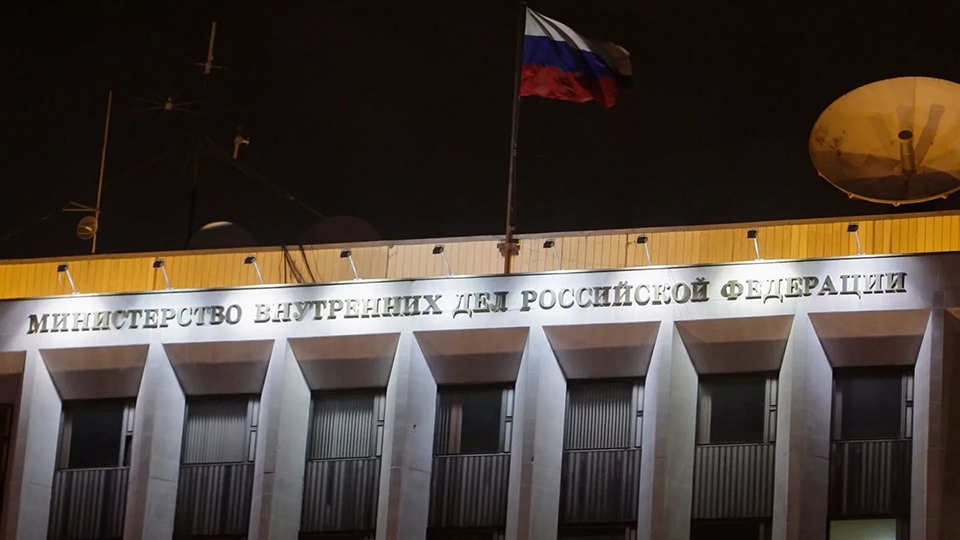 МИНИСТЕРСТВО ВНУТРЕННИХ ДЕЛ РОССИЙСКОЙ ФЕДЕРАЦИИ